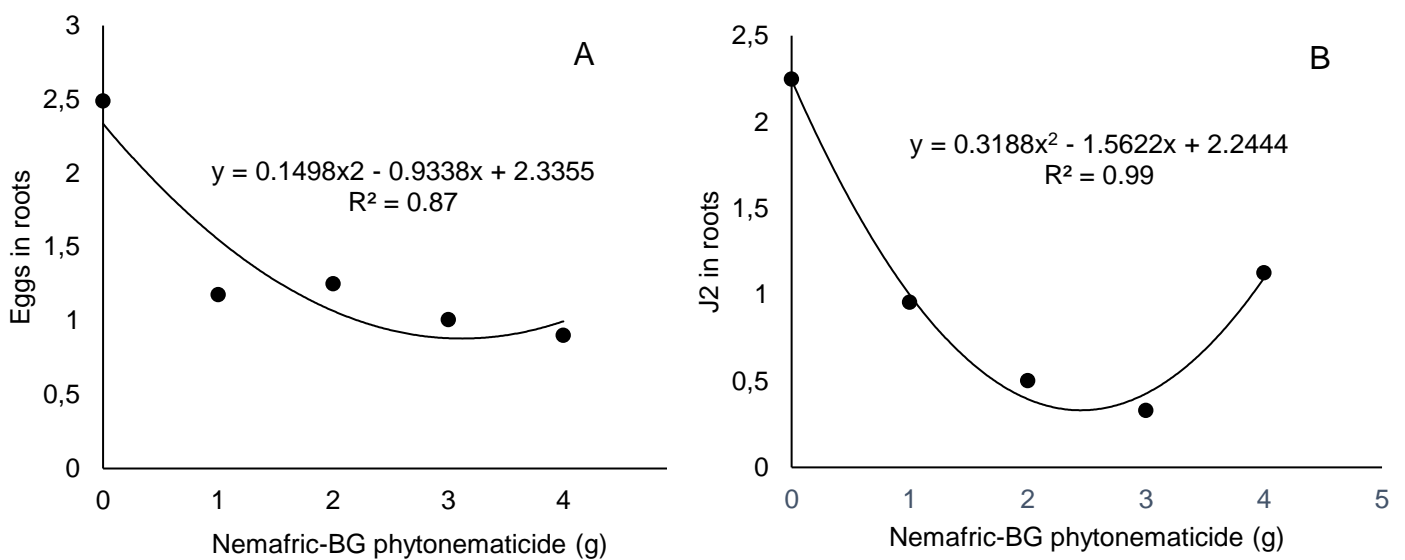 A
3
2,5
2
1,5
1
0,5
0
Eggs in roots
y = 0.1498x2 - 0.9338x + 2.3355
R² = 0.87
0 1 2 3 4
Nemafric-BG phytonematicide (g)
B
2,5
2
1,5
1
0,5
0
J2 in roots
y = 0.3188x² - 1.5622x + 2.2444
R² = 0.99
0 1 2 3 4 5
Nemafric-BG phytonematicide (g)